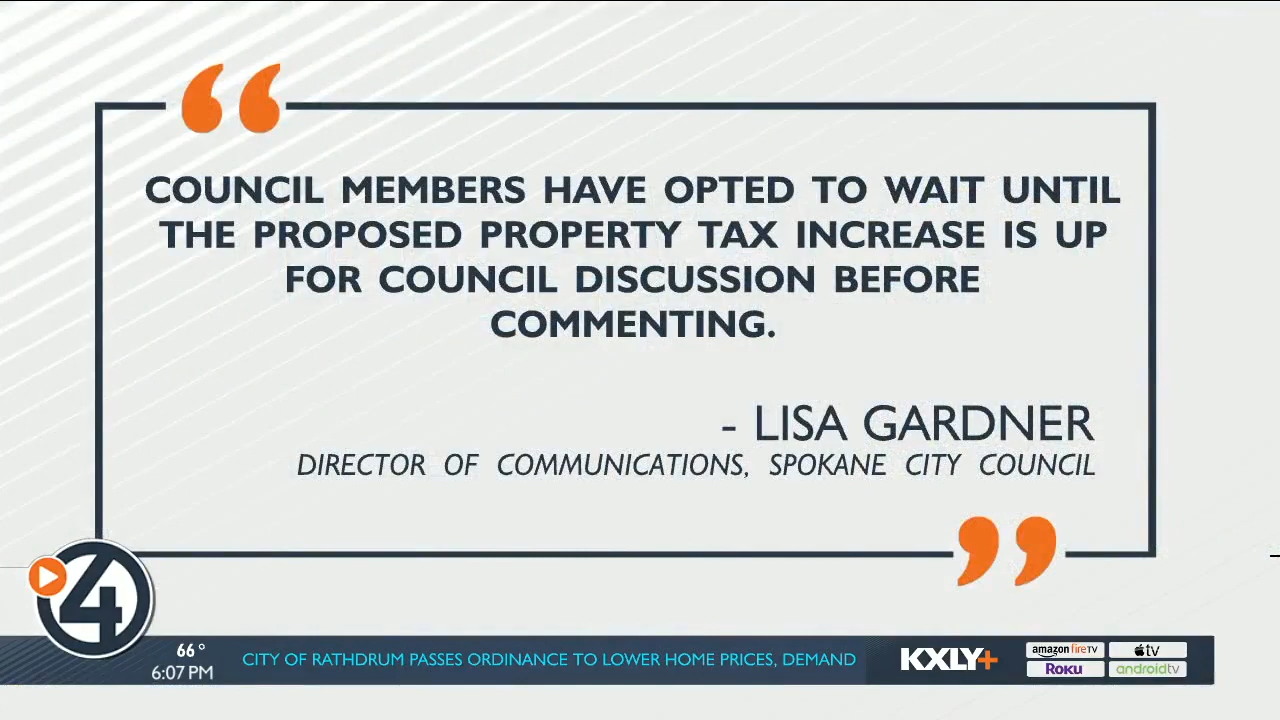 “
COUNCIL MEMBERS HAVE OPTED TO WAIT UNTIL
THE PROPOSED PROPERTY TAX INCREASE IS UP
FOR COUNCIL DISCUSSION BEFORE
COMMENTING.
- LISA GARDNER
DIRECTOR OF COMMUNICATIONS, SPOKANE CITY COUNCIL
”
4
66°
6:07 PM
CITY OF RATHDRUM PASSES ORDINANCE TO LOWER HOME PRICES, DEMAND
KXLY+
amazon fireTV
tv
Roku
androidtv